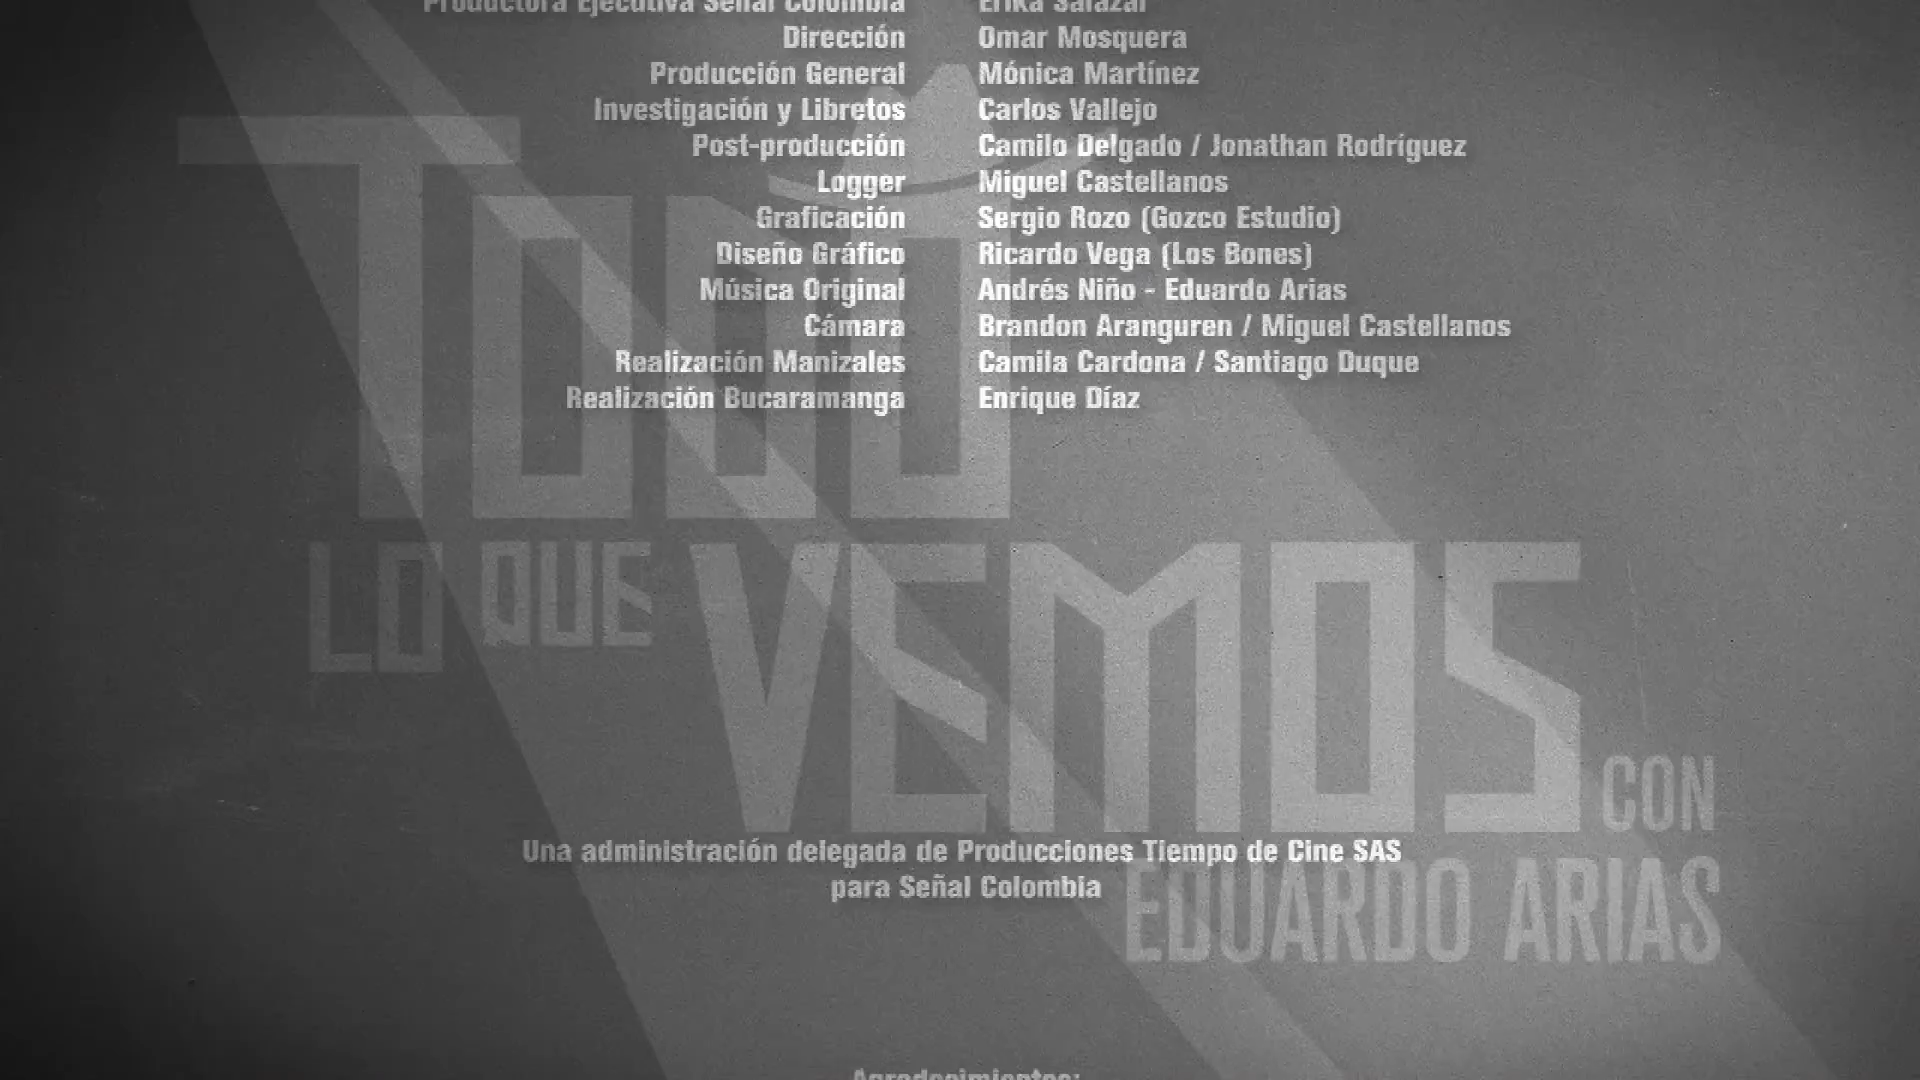 Productora Ejecutiva Señal Colombia Erika Salazar
Dirección Omar Mosquera
Producción General Mónica Martínez
Investigación y Libretos Carlos Vallejo
Post-producción Camilo Delgado / Jonathan Rodríguez
Logger Miguel Castellanos
Graficación Sergio Rozo (Gozco Estudio)
Diseño Gráfico Ricardo Vega (Los Bones)
Música Original Andrés Niño - Eduardo Arias
Cámara Brandon Aranguren / Miguel Castellanos
Realización Manizales Camila Cardona / Santiago Duque
Realización Bucaramanga Enrique Díaz
TODO
LO QUE VEMOS CON
EDUARDO ARIAS
Una administración delegada de Producciones Tiempo de Cine SAS
para Señal Colombia
Agradecimientos: